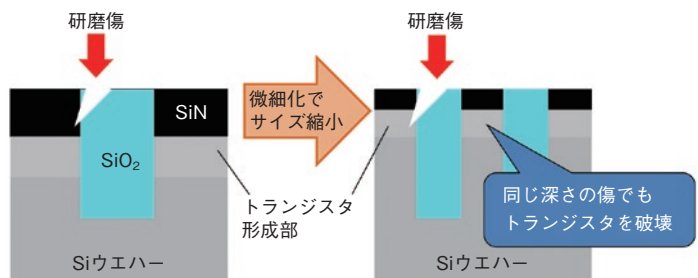 研磨傷
研磨傷
SiN
SiO₂
微細化で
サイズ縮小
トランジスタ
形成部
同じ深さの傷でも
トランジスタを破壊
Siウエハー
Siウエハー